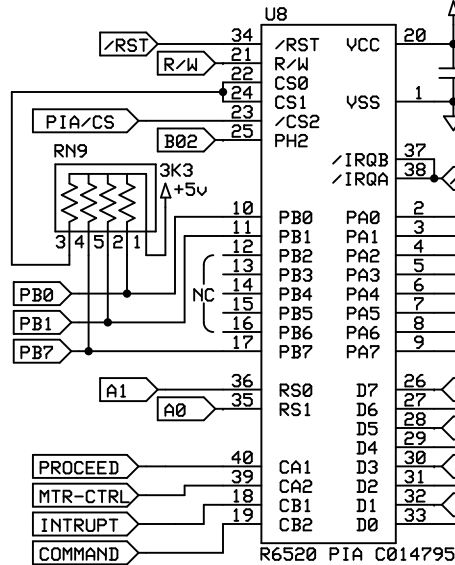 U8
/RST 34 /RST VCC 20
R/W 21 R/W
22 CS0
24 CS1 VSS 1
PIA/CS 23 /CS2
B02 25 PH2
RN9
3K3
+5v
/IRQB 37
/IRQA 38
3 4 5 2 1
10 PB0 PA0 2
11 PB1 PA1 3
12 PB2 PA2 4
13 PB3 PA3 5
NC
14 PB4 PA4 6
15 PB5 PA5 7
16 PB6 PA6 8
17 PB7 PA7 9
PB0
PB1
PB7
A1 36 RS0 D7 26
A0 35 RS1 D6 27
D5 28
D4 29
PROCEED 40 CA1 D3 30
MTR-CTRL 39 CA2 D2 31
INTRUPT 18 CB1 D1 32
COMMAND 19 CB2 D0 33
R6520 PIA C014795